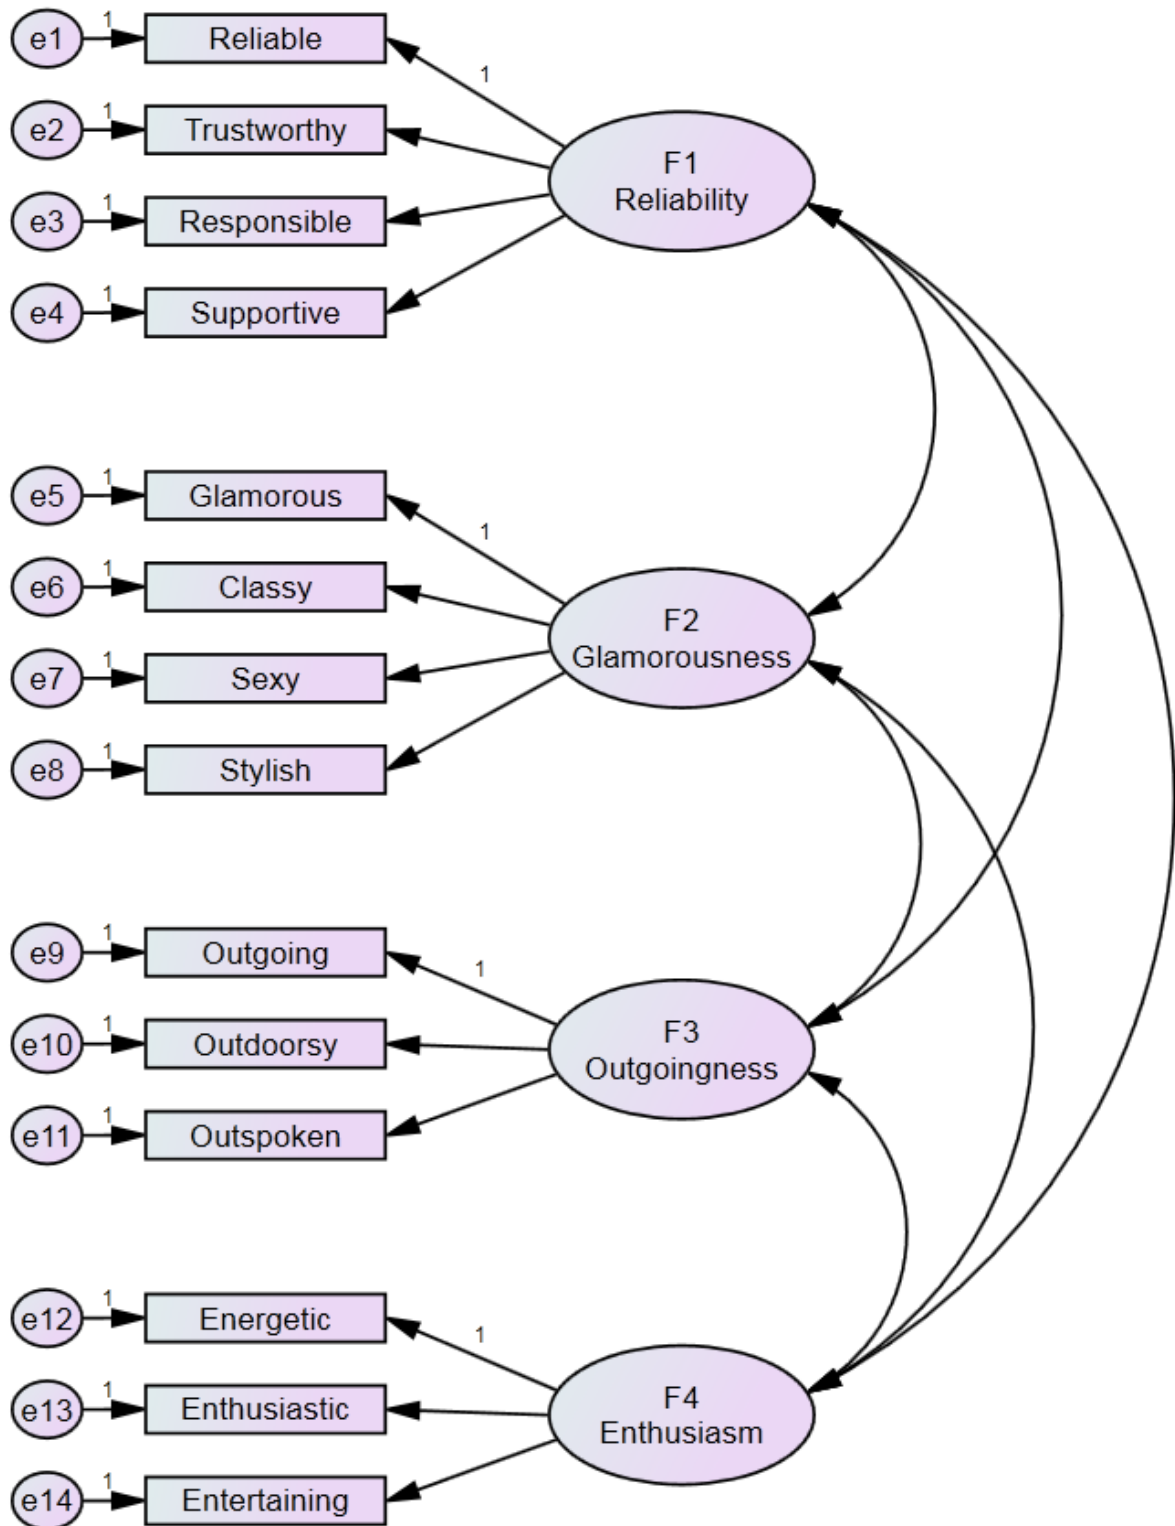 e1
1
Reliable
1
e2
1
Trustworthy
F1
Reliability
e3
1
Responsible
e4
1
Supportive
e5
1
Glamorous
1
e6
1
Classy
F2
Glamorousness
e7
1
Sexy
e8
1
Stylish
e9
1
Outgoing
1
e10
1
Outdoorsy
F3
Outgoingness
e11
1
Outspoken
e12
1
Energetic
1
e13
1
Enthusiastic
F4
Enthusiasm
e14
1
Entertaining